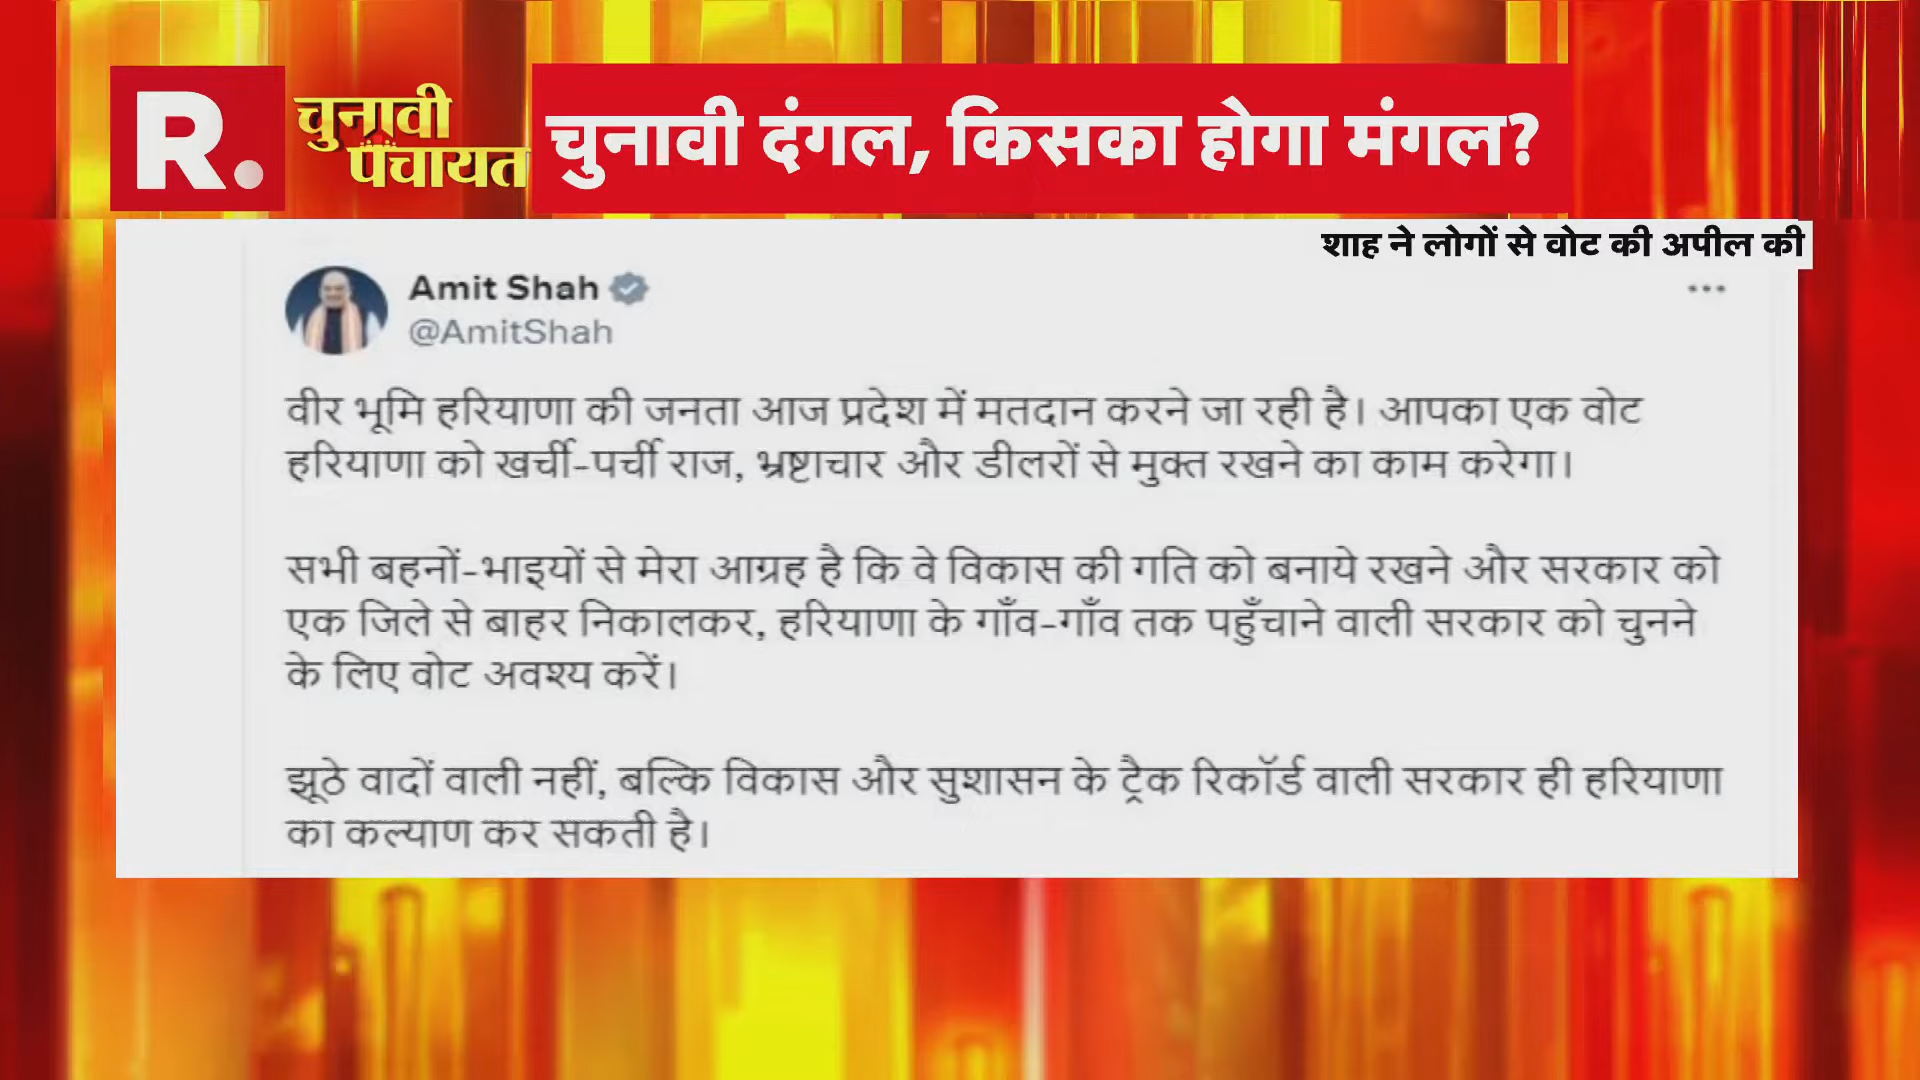 R.
चुनावी
पंचायत
चुनावी दंगल, किसका होगा मंगल?
शाह ने लोगों से वोट की अपील की
Amit Shah
@AmitShah
वीर भूमि हरियाणा की जनता आज प्रदेश में मतदान करने जा रही है। आपका एक वोट
हरियाणा को खर्ची-पर्ची राज, भ्रष्टाचार और डीलरों से मुक्त रखने का काम करेगा।
सभी बहनों-भाइयों से मेरा आग्रह है कि वे विकास की गति को बनाये रखने और सरकार को
एक जिले से बाहर निकालकर, हरियाणा के गाँव-गाँव तक पहुँचाने वाली सरकार को चुनने
के लिए वोट अवश्य करें।
झूठे वादों वाली नहीं, बल्कि विकास और सुशासन के ट्रैक रिकॉर्ड वाली सरकार ही हरियाणा
का कल्याण कर सकती है।